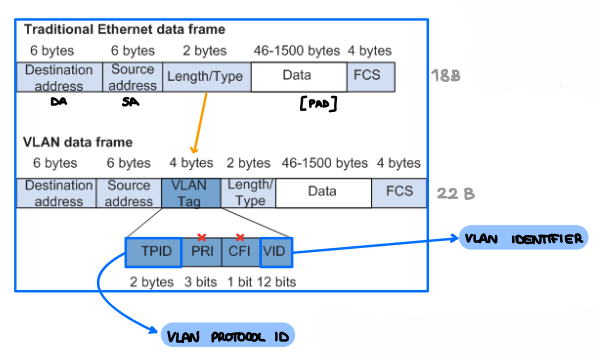 Traditional Ethernet data frame
6 bytes 6 bytes 2 bytes 46-1500 bytes 4 bytes
Destination address Source address Length/Type Data FCS 18B
DA SA [PAD]
VLAN data frame
6 bytes 6 bytes 4 bytes 2 bytes 46-1500 bytes 4 bytes
Destination address Source address VLAN Tag Length/Type Data FCS 22 B
TPID PRI CFI VID VLAN IDENTIFIER
2 bytes 3 bits 1 bit 12 bits
VLAN PROTOCOL ID